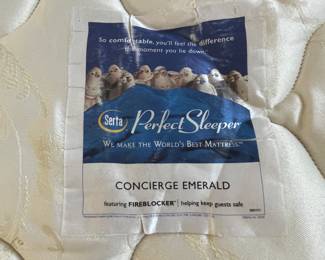 So comfortable, you'll feel the difference
the moment you lie down.
Serta Perfect Sleeper
WE MAKE THE WORLD'S BEST MATTRESS™
CONCIERGE EMERALD
featuring FIREBLOCKER® | helping keep guests safe